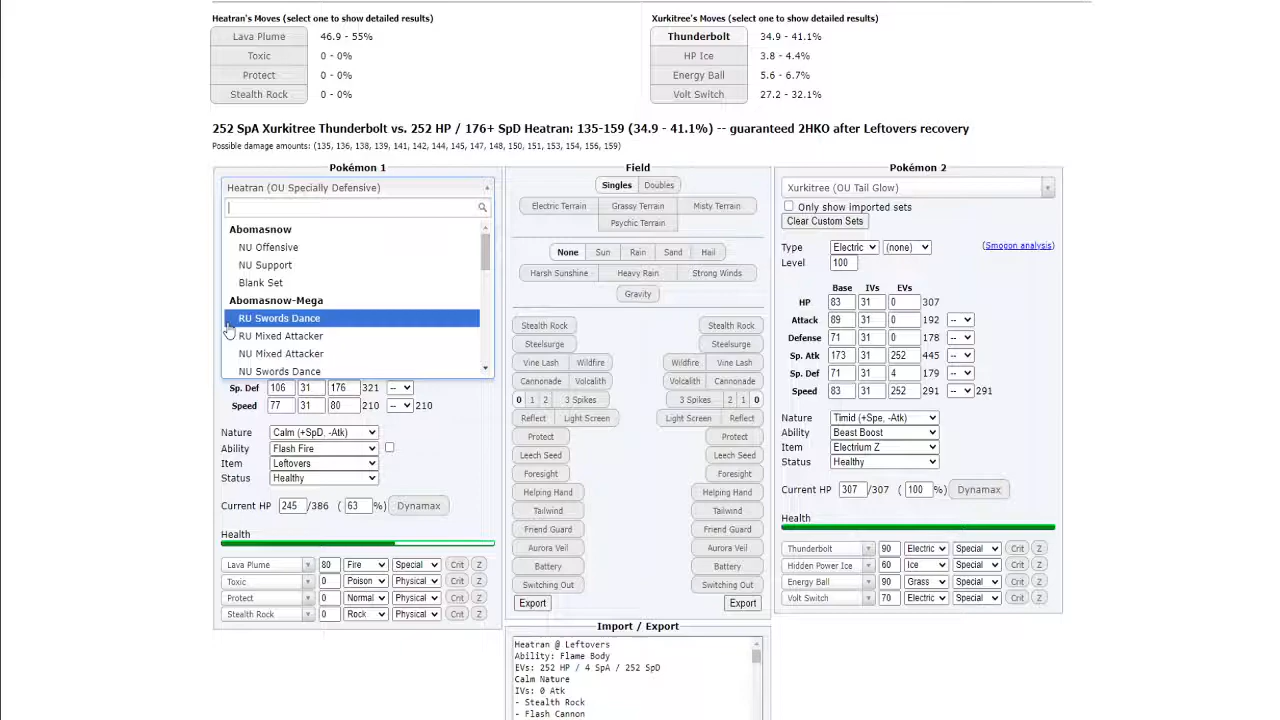 Heatran's Moves (select one to show detailed results)
Lava Plume 46.9 - 55%
Toxic 0 - 0%
Protect 0 - 0%
Stealth Rock 0 - 0%
Xurkitree's Moves (select one to show detailed results)
Thunderbolt 34.9 - 41.1%
HP Ice 3.8 - 4.4%
Energy Ball 5.6 - 6.7%
Volt Switch 27.2 - 32.1%
252 SpA Xurkitree Thunderbolt vs. 252 HP / 176+ SpD Heatran: 135-159 (34.9 - 41.1%) -- guaranteed 2HKO after Leftovers recovery
Possible damage amounts: (135, 136, 138, 139, 141, 142, 144, 145, 147, 148, 150, 151, 153, 154, 156, 159)
Pokémon 1
Heatran (OU Specially Defensive)
Abomasnow
NU Offensive
NU Support
Blank Set
Abomasnow-Mega
RU Swords Dance
RU Mixed Attacker
NU Mixed Attacker
NU Swords Dance
Sp. Def 106 31 176 321 --
Speed 77 31 80 210 -- 210
Nature Calm (+SpD, -Atk)
Ability Flash Fire
Item Leftovers
Status Healthy
Current HP 245 /386 ( 63 %) Dynamax
Health
Lava Plume 80 Fire Special Crit Z
Toxic 0 Poison Physical Crit Z
Protect 0 Normal Physical Crit Z
Stealth Rock 0 Rock Physical Crit Z
Field
Singles Doubles
Electric Terrain Grassy Terrain Misty Terrain
Psychic Terrain
None Sun Rain Sand Hail
Harsh Sunshine Heavy Rain Strong Winds
Gravity
Stealth Rock Stealth Rock
Steelsurge Steelsurge
Vine Lash Wildfire Wildfire Vine Lash
Cannonade Volcalith Volcalith Cannonade
0 1 2 3 Spikes 3 Spikes 2 1 0
Reflect Light Screen Light Screen Reflect
Protect Protect
Leech Seed Leech Seed
Foresight Foresight
Helping Hand Helping Hand
Tailwind Tailwind
Friend Guard Friend Guard
Aurora Veil Aurora Veil
Battery Battery
Switching Out Switching Out
Export Export
Import / Export
Heatran @ Leftovers
Ability: Flame Body
EVs: 252 HP / 4 SpA / 252 SpD
Calm Nature
IVs: 0 Atk
- Stealth Rock
- Flash Cannon
Pokémon 2
Xurkitree (OU Tail Glow)
Only show imported sets
Clear Custom Sets
Type Electric (none) (Smogon analysis)
Level 100
Base IVs EVs
HP 83 31 0 307
Attack 89 31 0 192 --
Defense 71 31 0 178 --
Sp. Atk 173 31 252 445 --
Sp. Def 71 31 4 179 --
Speed 83 31 252 291 -- 291
Nature Timid (+Spe, -Atk)
Ability Beast Boost
Item Electrium Z
Status Healthy
Current HP 307 /307 ( 100 %) Dynamax
Health
Thunderbolt 90 Electric Special Crit Z
Hidden Power Ice 60 Ice Special Crit Z
Energy Ball 90 Grass Special Crit Z
Volt Switch 70 Electric Special Crit Z